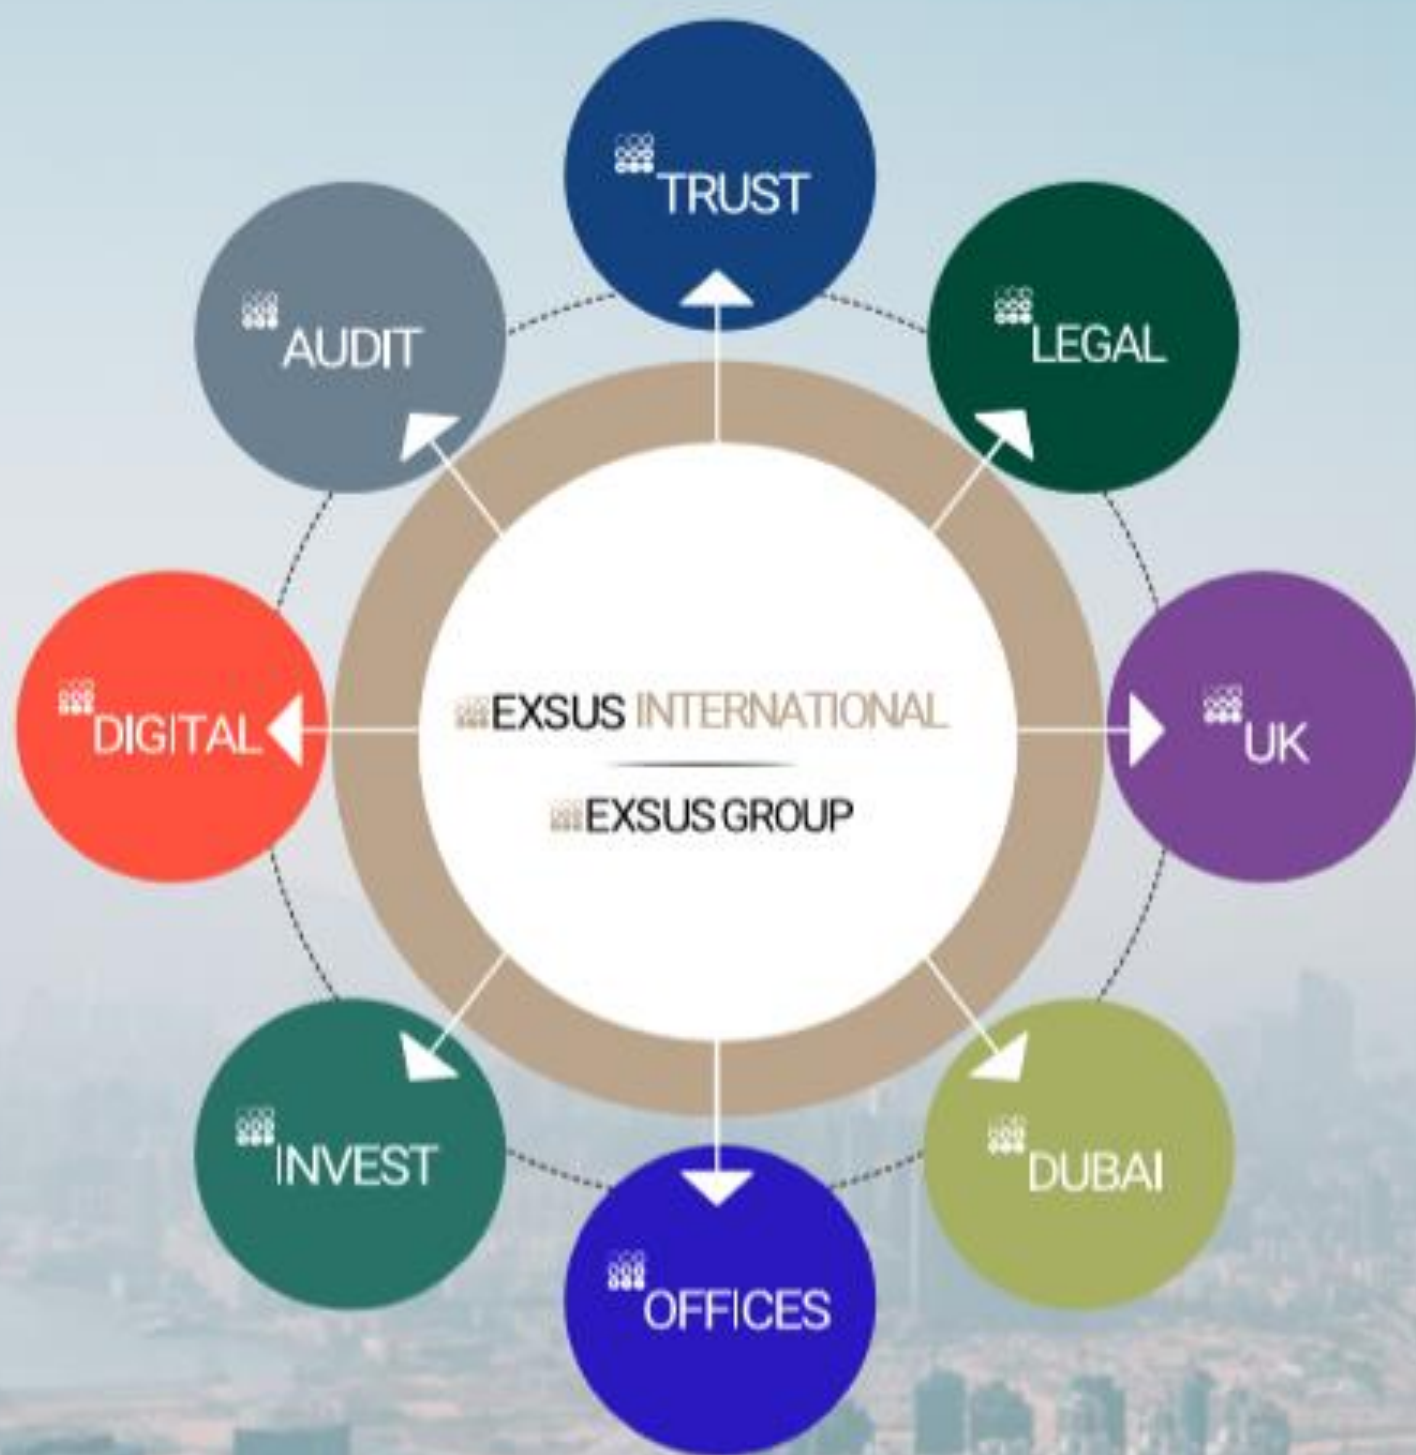 TRUST
AUDIT
LEGAL
DIGITAL
EXSUS INTERNATIONAL
EXSUS GROUP
UK
INVEST
DUBAI
OFFICES